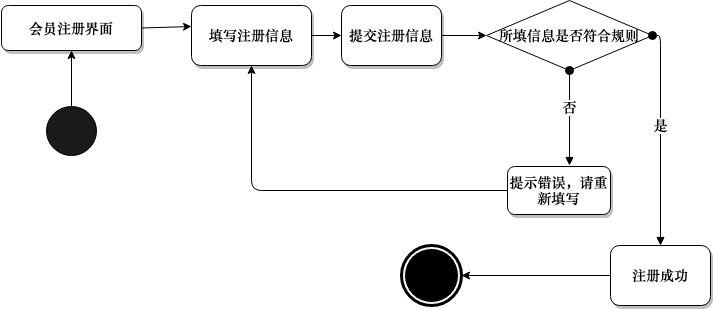 会员注册界面
填写注册信息
提交注册信息
所填信息是否符合规则
否
是
提示错误，请重
新填写
注册成功